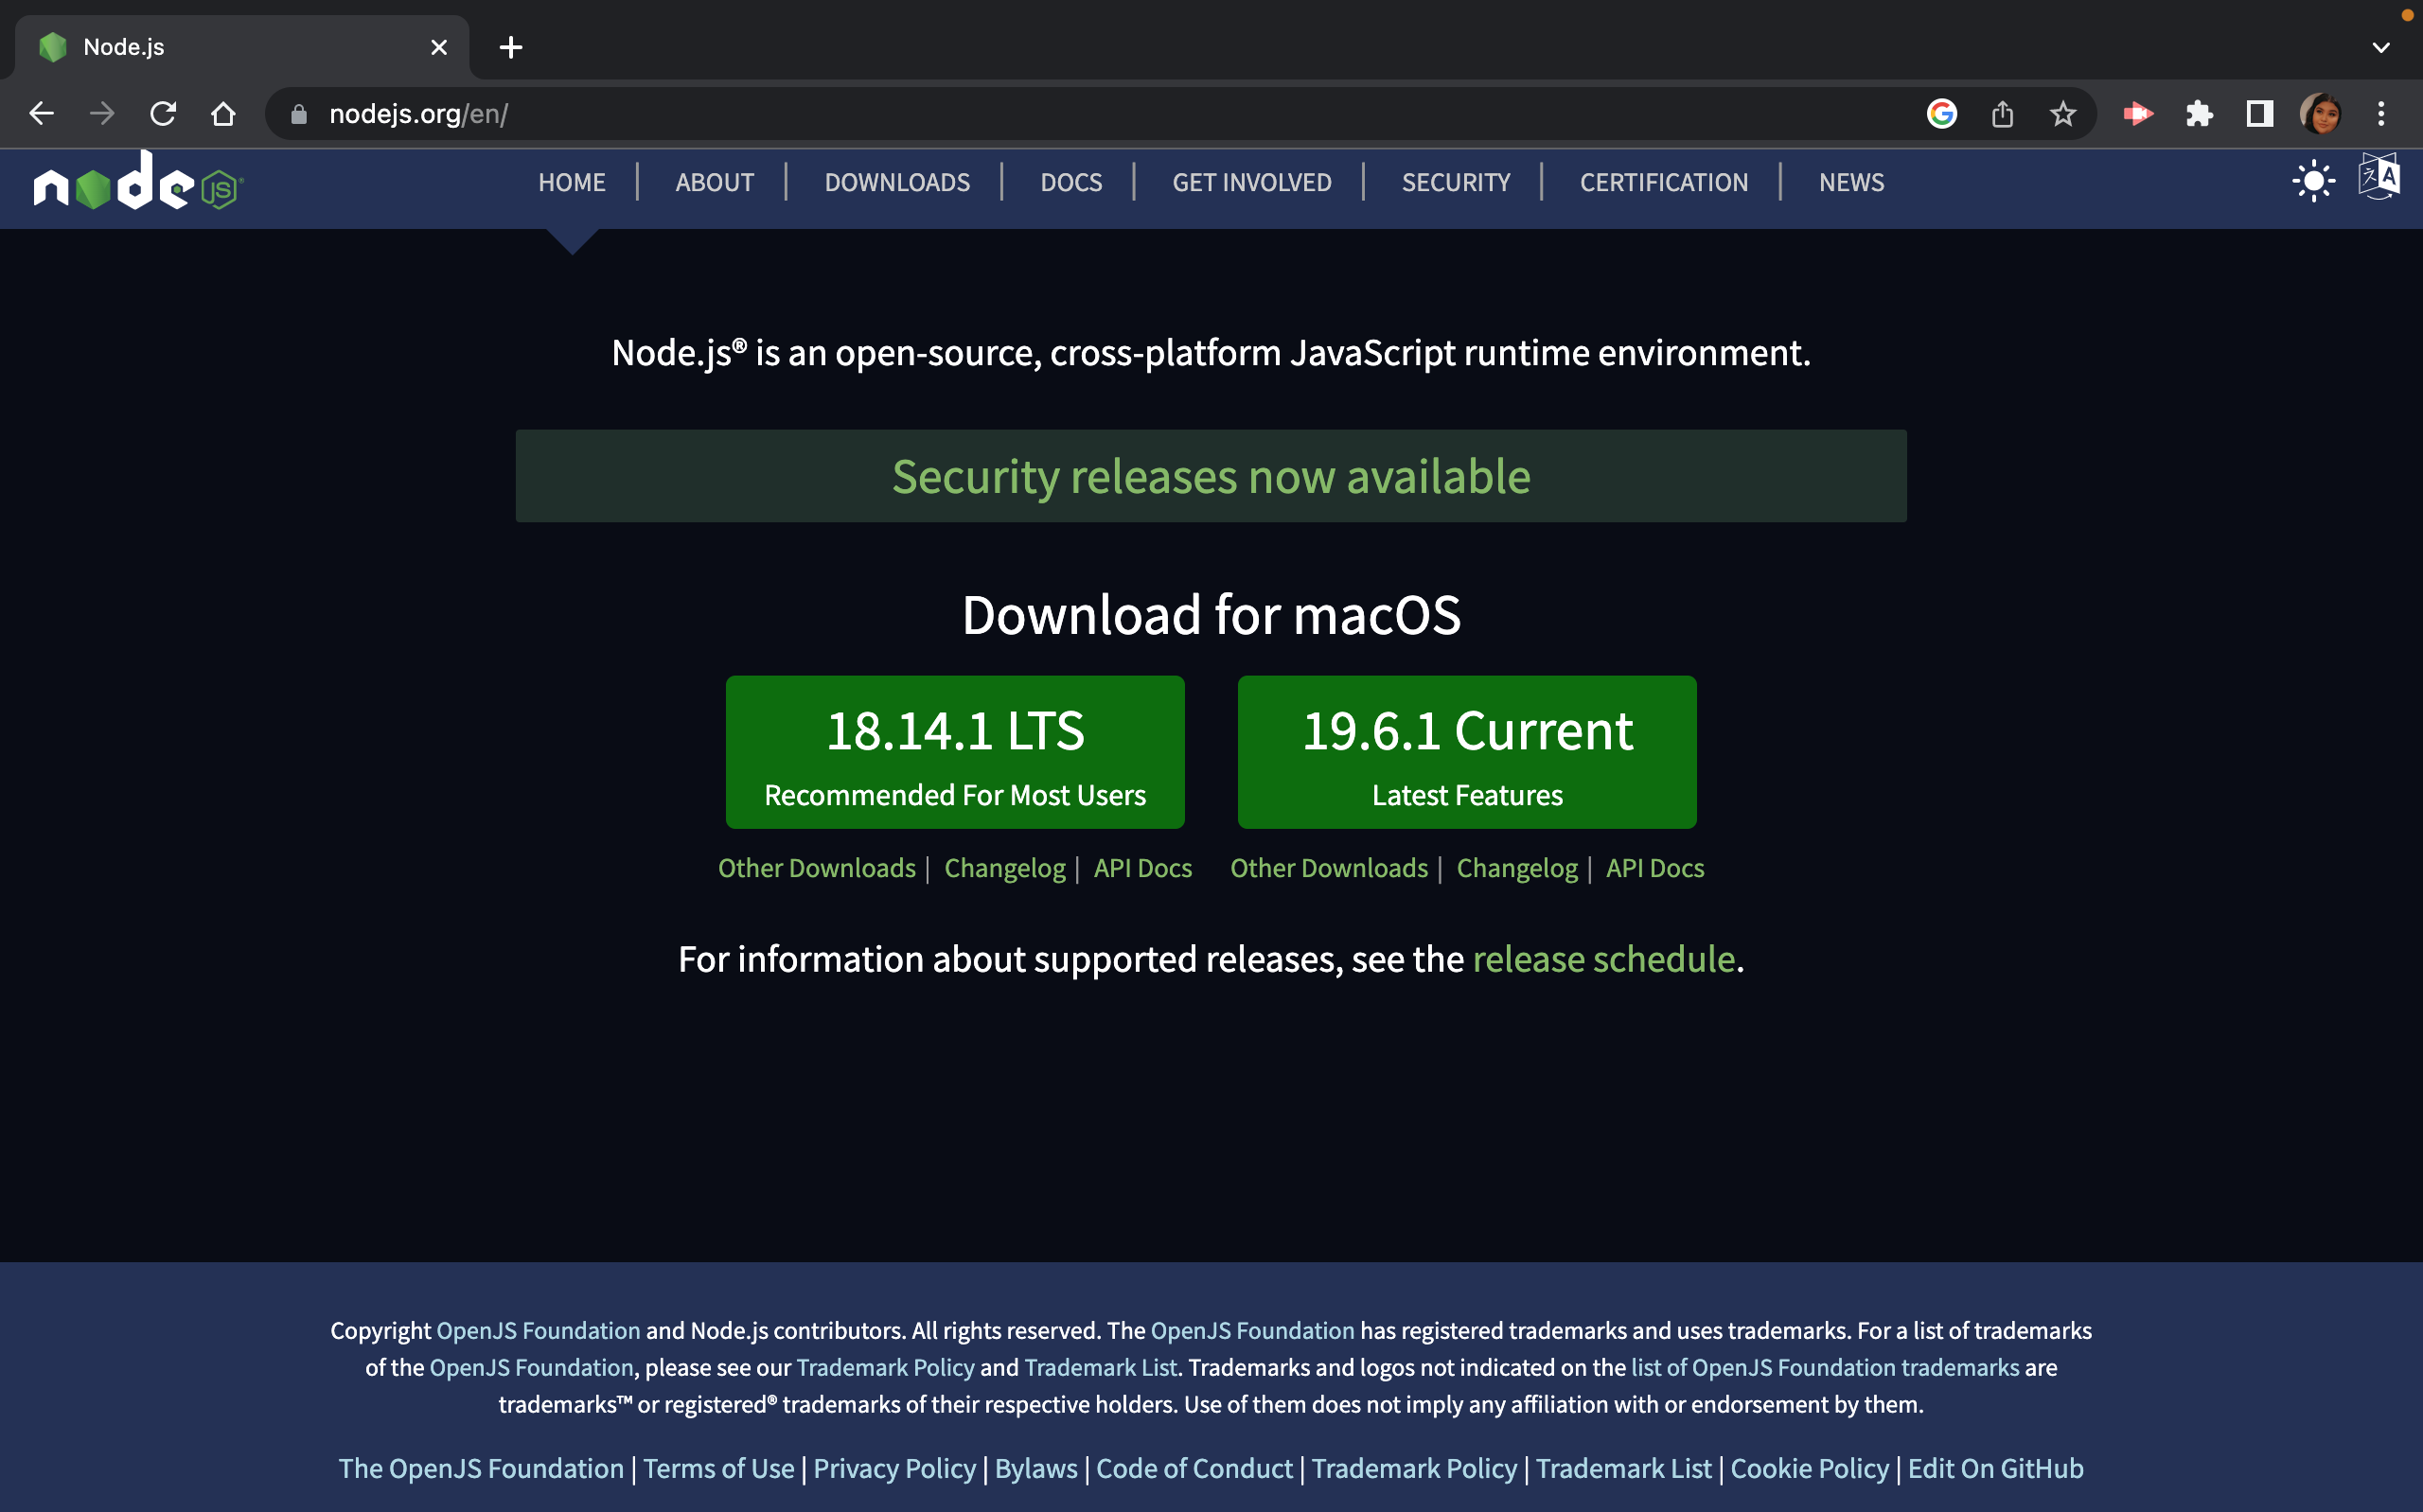 Node.js
nodejs.org/en/
node JS®
HOME | ABOUT | DOWNLOADS | DOCS | GET INVOLVED | SECURITY | CERTIFICATION | NEWS
Node.js® is an open-source, cross-platform JavaScript runtime environment.
Security releases now available
Download for macOS
18.14.1 LTS
Recommended For Most Users
19.6.1 Current
Latest Features
Other Downloads | Changelog | API Docs
Other Downloads | Changelog | API Docs
For information about supported releases, see the release schedule.
Copyright OpenJS Foundation and Node.js contributors. All rights reserved. The OpenJS Foundation has registered trademarks and uses trademarks. For a list of trademarks
of the OpenJS Foundation, please see our Trademark Policy and Trademark List. Trademarks and logos not indicated on the list of OpenJS Foundation trademarks are
trademarks™ or registered® trademarks of their respective holders. Use of them does not imply any affiliation with or endorsement by them.
The OpenJS Foundation | Terms of Use | Privacy Policy | Bylaws | Code of Conduct | Trademark Policy | Trademark List | Cookie Policy | Edit On GitHub